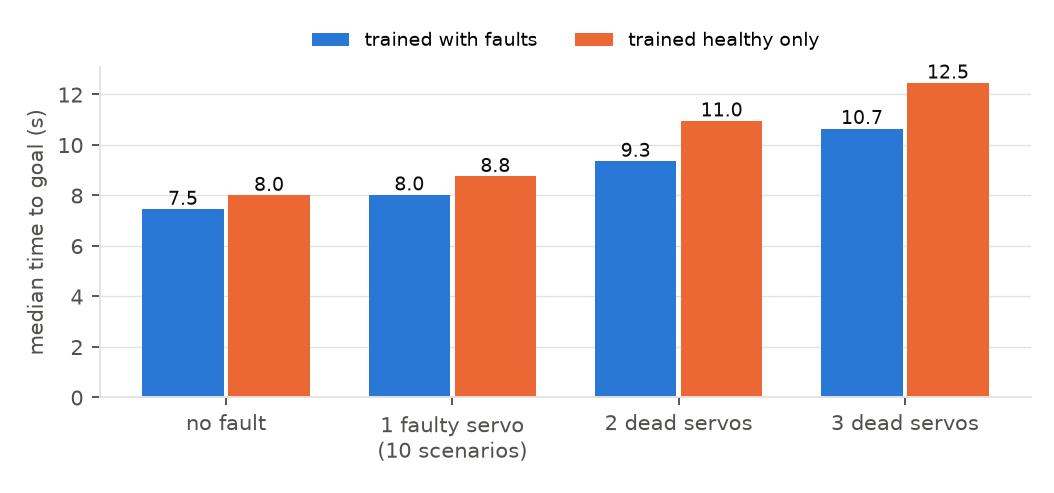 trained with faults
trained healthy only
median time to goal (s)
12
10
8
6
4
2
0
7.5
8.0
8.0
8.8
9.3
11.0
10.7
12.5
no fault
1 faulty servo
(10 scenarios)
2 dead servos
3 dead servos